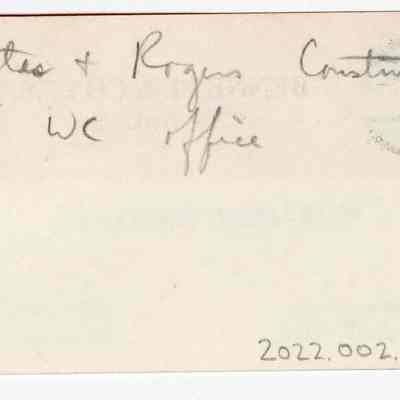 tes + Rogers Constru
WC office
2022.002.